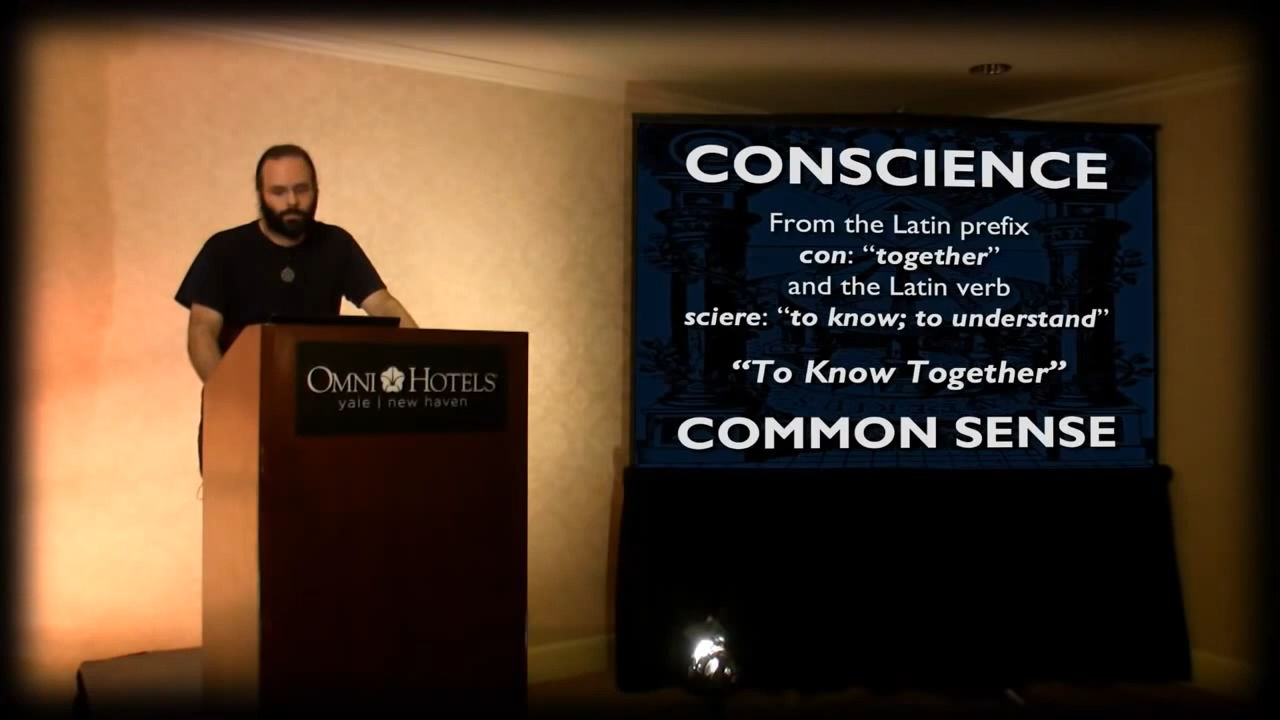 OMNI HOTELS
yale | new haven
CONSCIENCE
From the Latin prefix
con: “together”
and the Latin verb
sciere: “to know; to understand”
“To Know Together”
COMMON SENSE